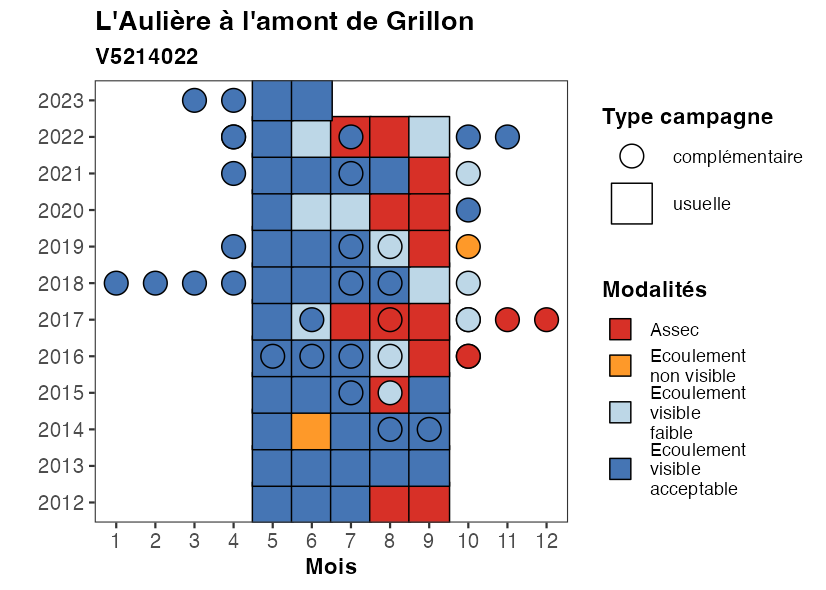 L'Aulière à l'amont de Grillon
V5214022
2023
2022
2021
2020
2019
2018
2017
2016
2015
2014
2013
2012
1 2 3 4 5 6 7 8 9 10 11 12
Mois
Type campagne
complémentaire
usuelle
Modalités
Assec
Ecoulement
non visible
Ecoulement
visible
faible
Ecoulement
visible
acceptable